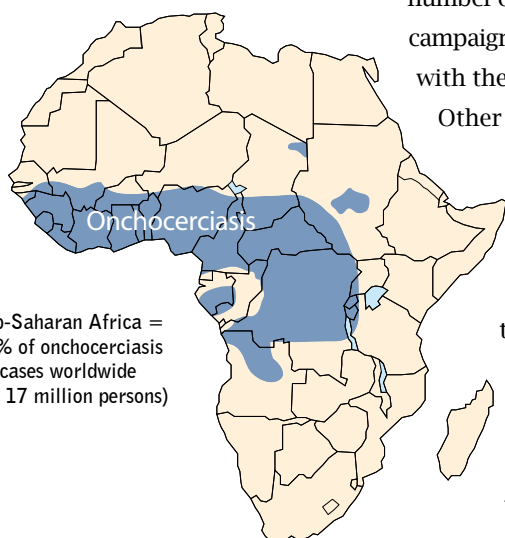 number o
campaign
with the
Other
Onchocerciasis
o-Saharan Africa =
% of onchocerciasis
cases worldwide
17 million persons)
t